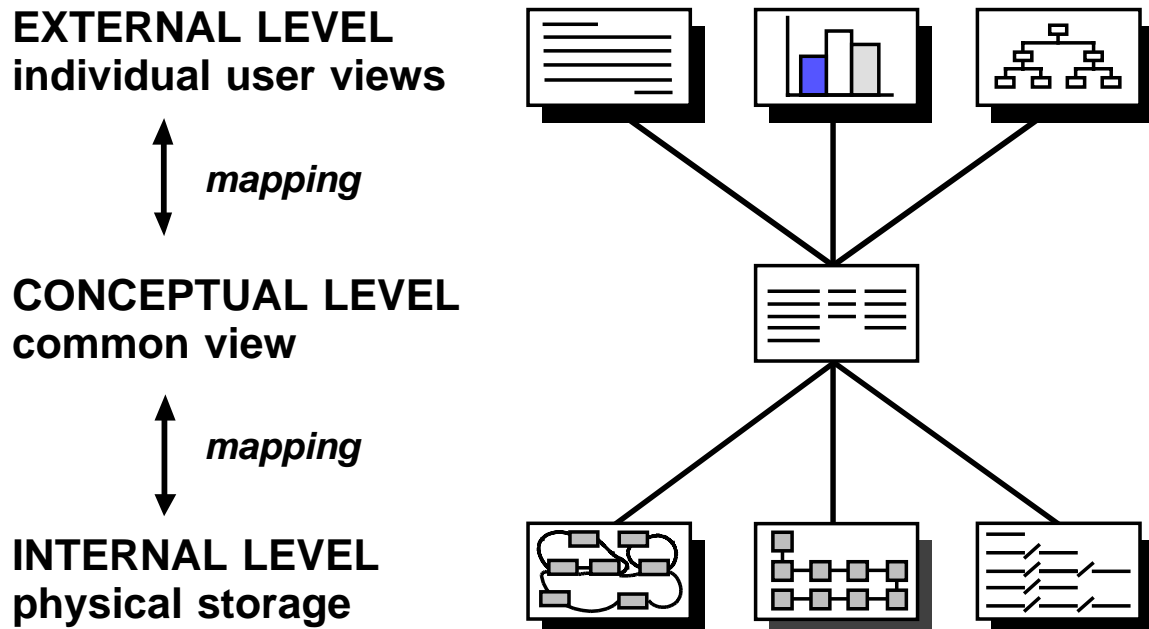 EXTERNAL LEVEL
individual user views
mapping
CONCEPTUAL LEVEL
common view
mapping
INTERNAL LEVEL
physical storage